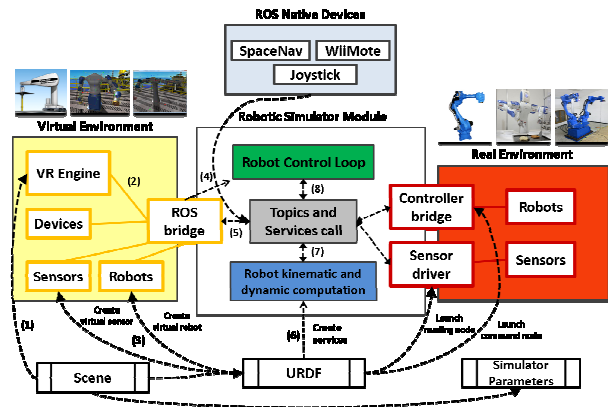 ROS Native Devices
SpaceNav
WiiMote
Joystick
Virtual Environment
Robotic Simulator Module
Real Environment
VR Engine
(2)
(4)
Robot Control Loop
(8)
Devices
ROS
bridge
(5)
Topics and
Services call
Controller
bridge
Robots
(7)
Sensors
Robots
Robot kinematic and
dynamic computation
Sensor
driver
Sensors
(1)
Create
virtual sensor
(3)
Create
virtual robot
(6)
Create
services
Launch
reading node
Launch
command node
Scene
URDF
Simulator
Parameters